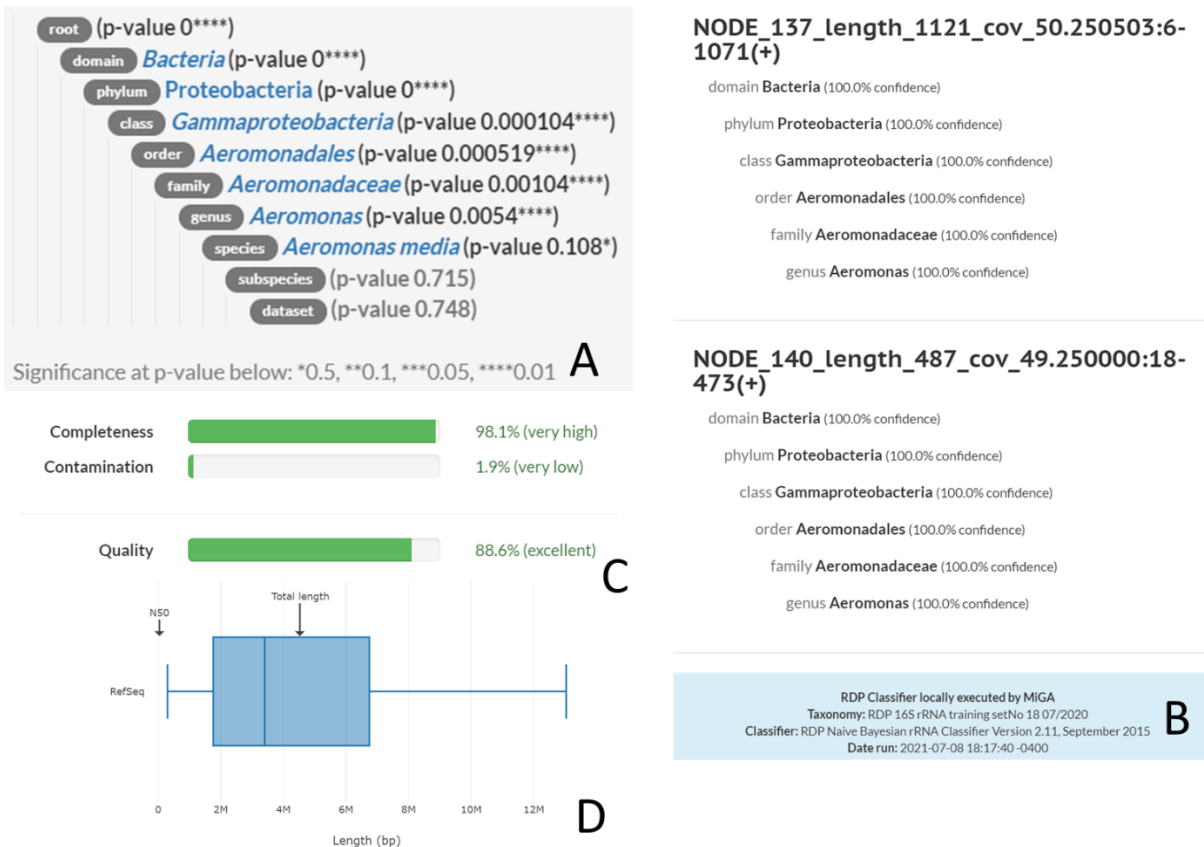 root (p-value 0****)
domain Bacteria (p-value 0****)
phylum Proteobacteria (p-value 0****)
class Gammaproteobacteria (p-value 0.000104****)
order Aeromonadales (p-value 0.000519****)
family Aeromonadaceae (p-value 0.00104****)
genus Aeromonas (p-value 0.0054****)
species Aeromonas media (p-value 0.108*)
subspecies (p-value 0.715)
dataset (p-value 0.748)
Significance at p-value below: *0.5, **0.1, ***0.05, ****0.01
A
Completeness 98.1% (very high)
Contamination 1.9% (very low)
Quality 88.6% (excellent)
C
N50
Total length
RefSeq
0 2M 4M 6M 8M 10M 12M
Length (bp)
D
NODE_137_length_1121_cov_50.250503:6-
1071(+)
domain Bacteria (100.0% confidence)
phylum Proteobacteria (100.0% confidence)
class Gammaproteobacteria (100.0% confidence)
order Aeromonadales (100.0% confidence)
family Aeromonadaceae (100.0% confidence)
genus Aeromonas (100.0% confidence)
NODE_140_length_487_cov_49.250000:18-
473(+)
domain Bacteria (100.0% confidence)
phylum Proteobacteria (100.0% confidence)
class Gammaproteobacteria (100.0% confidence)
order Aeromonadales (100.0% confidence)
family Aeromonadaceae (100.0% confidence)
genus Aeromonas (100.0% confidence)
RDP Classifier locally executed by MiGA
Taxonomy: RDP 16S rRNA training setNo 18 07/2020
Classifier: RDP Naive Bayesian rRNA Classifier Version 2.11, September 2015
Date run: 2021-07-08 18:17:40 -0400
B